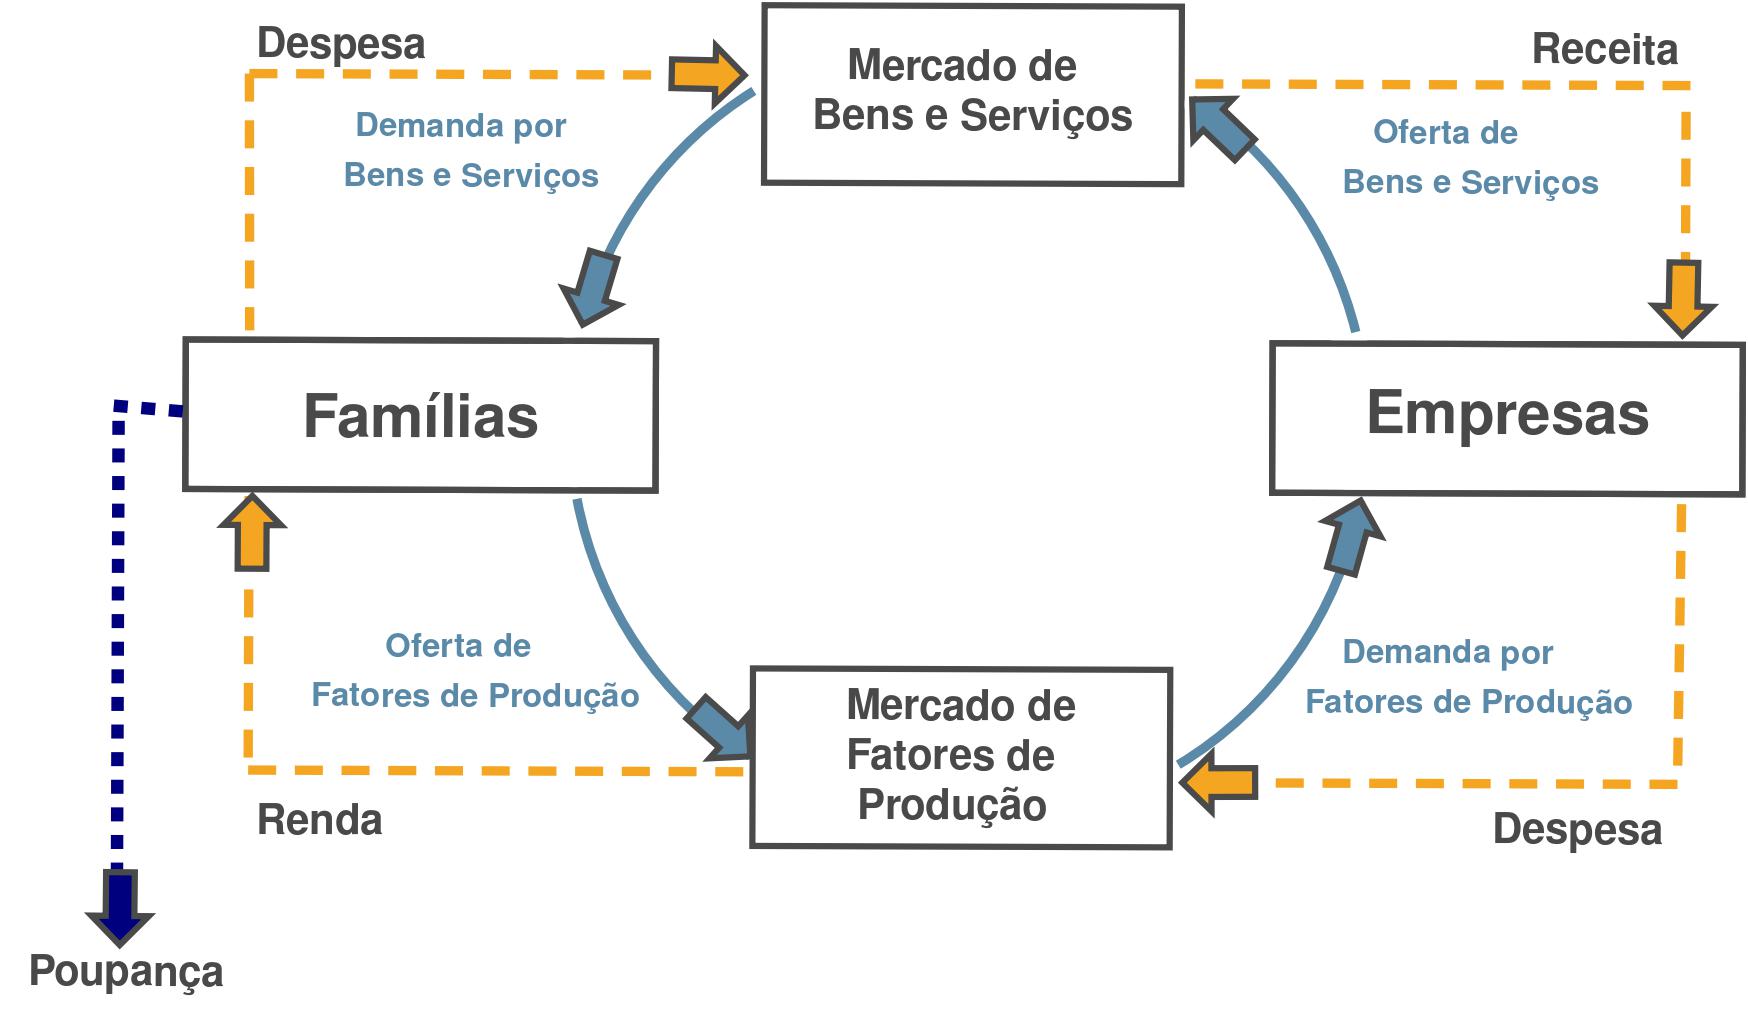 Despesa
Mercado de
Bens e Serviços
Receita
Demanda por
Bens e Serviços
Oferta de
Bens e Serviços
Famílias
Empresas
Oferta de
Fatores de Produção
Demanda por
Fatores de Produção
Mercado de
Fatores de
Produção
Renda
Despesa
Poupança